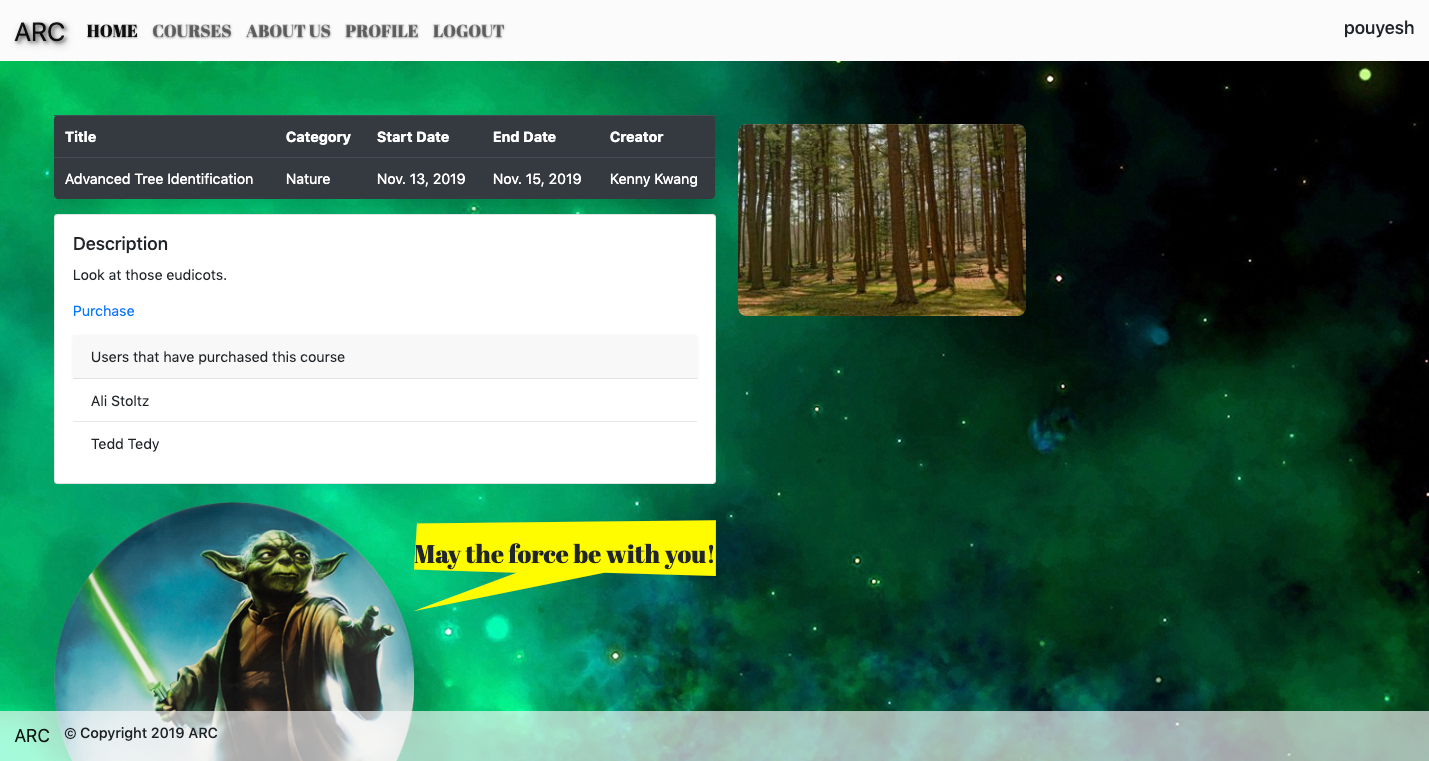 ARC HOME COURSES ABOUT US PROFILE LOGOUT pouyesh
Title Category Start Date End Date Creator
Advanced Tree Identification Nature Nov. 13, 2019 Nov. 15, 2019 Kenny Kwang
Description
Look at those eudicots.
Purchase
Users that have purchased this course
Ali Stoltz
Tedd Tedy
May the force be with you!
ARC © Copyright 2019 ARC